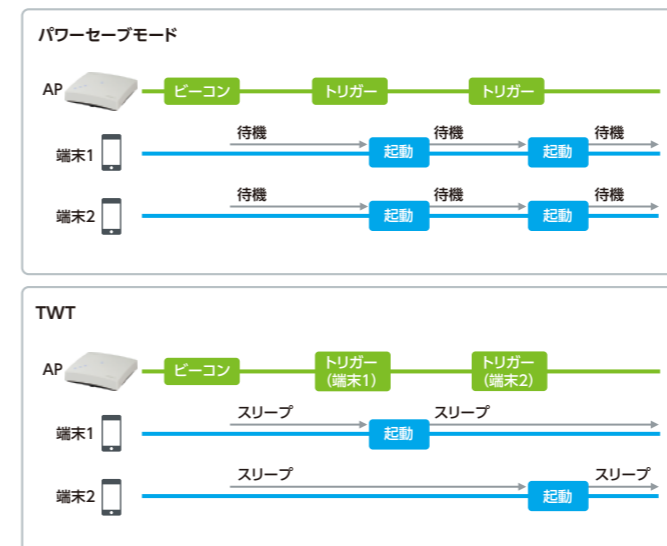 パワーセーブモード
AP ビーコン トリガー トリガー
待機 待機 待機
端末1 起動 起動
待機 待機 待機
端末2 起動 起動
TWT
AP ビーコン トリガー トリガー
(端末1) (端末2)
スリープ スリープ
端末1 起動
スリープ スリープ
端末2 起動